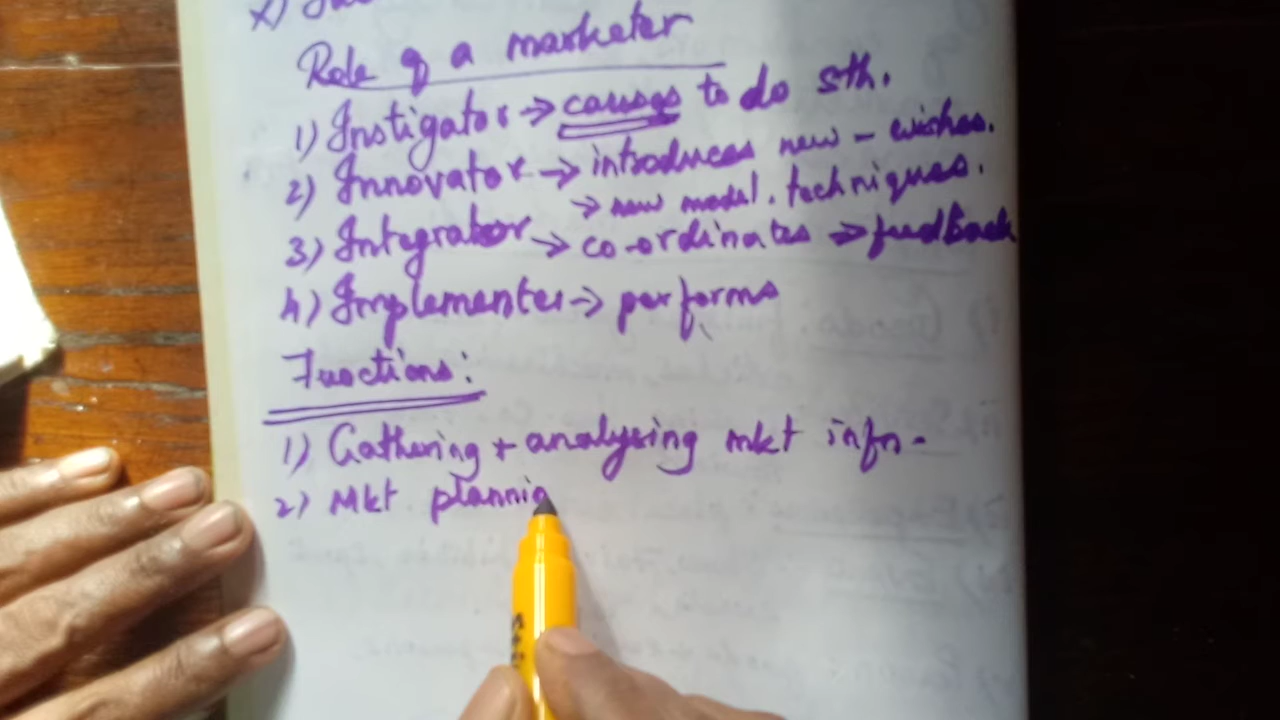 x)
Role of a marketer
1) Instigator → causes to do sth.
2) Innovator → introduces new - wishes.
→ new model. techniques.
3) Integrator → co-ordinates → feedback
4) Implementer → performs
Functions:
1) Gathering + analysing mkt infn.
2) Mkt plannin